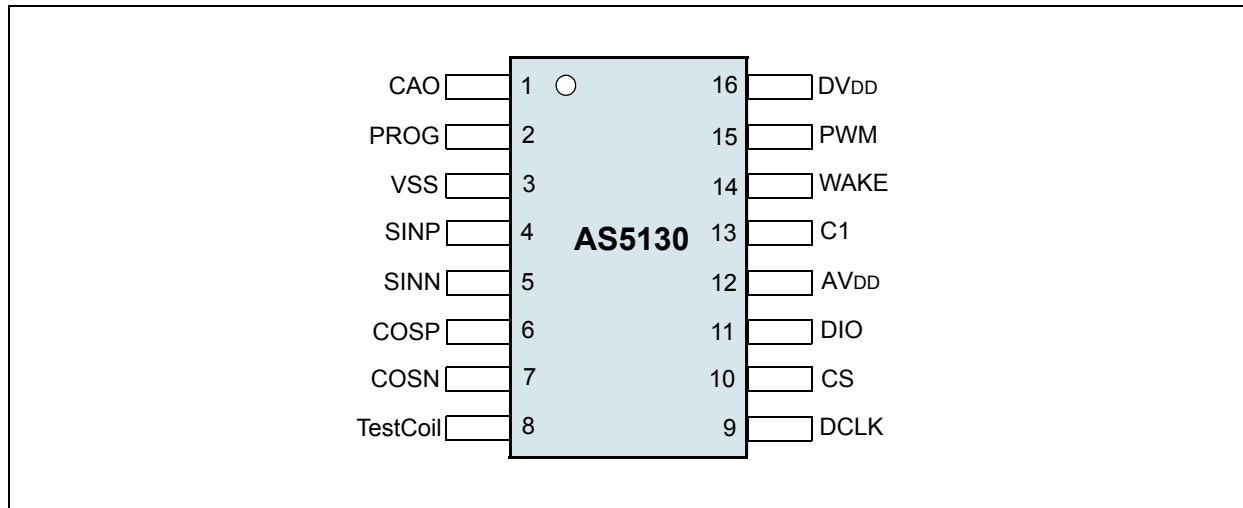 CAO 1 16 DVDD
PROG 2 15 PWM
VSS 3 14 WAKE
SINP 4 AS5130 13 C1
SINN 5 12 AVDD
COSP 6 11 DIO
COSN 7 10 CS
TestCoil 8 9 DCLK